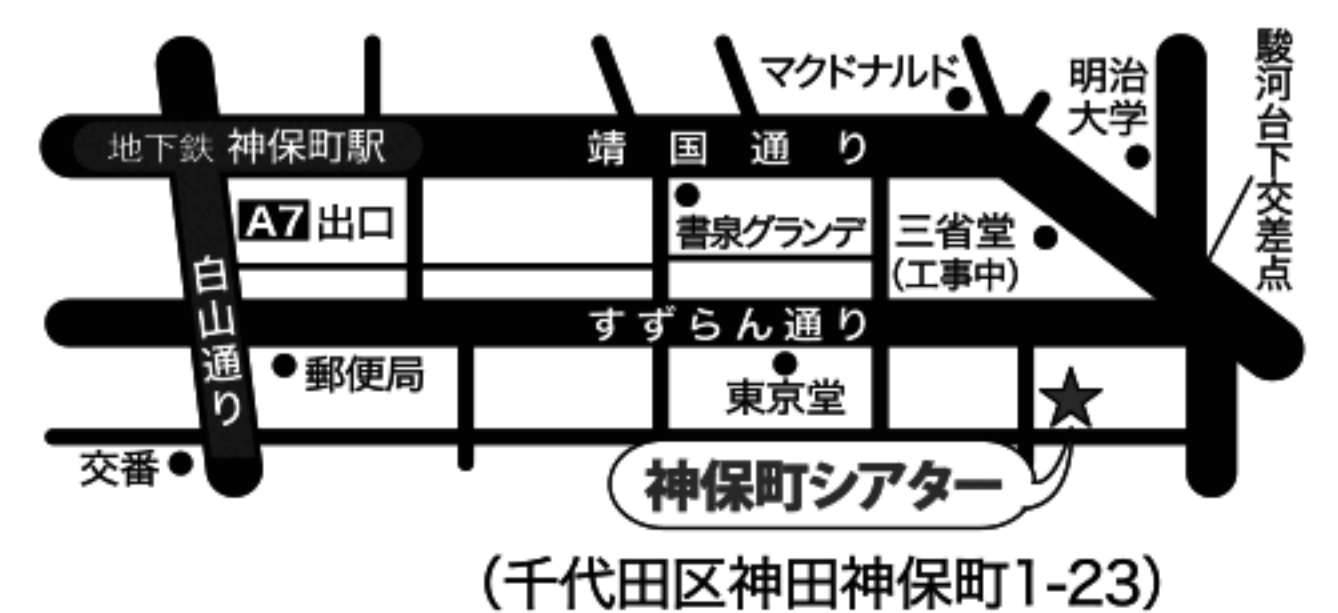 マクドナルド
明治
大学
駿河台下交差点
地下鉄 神保町駅
靖国通り
A7出口
書泉グランデ
三省堂
(工事中)
白山通り
すずらん通り
郵便局
東京堂
交番
神保町シアター
(千代田区神田神保町1-23)